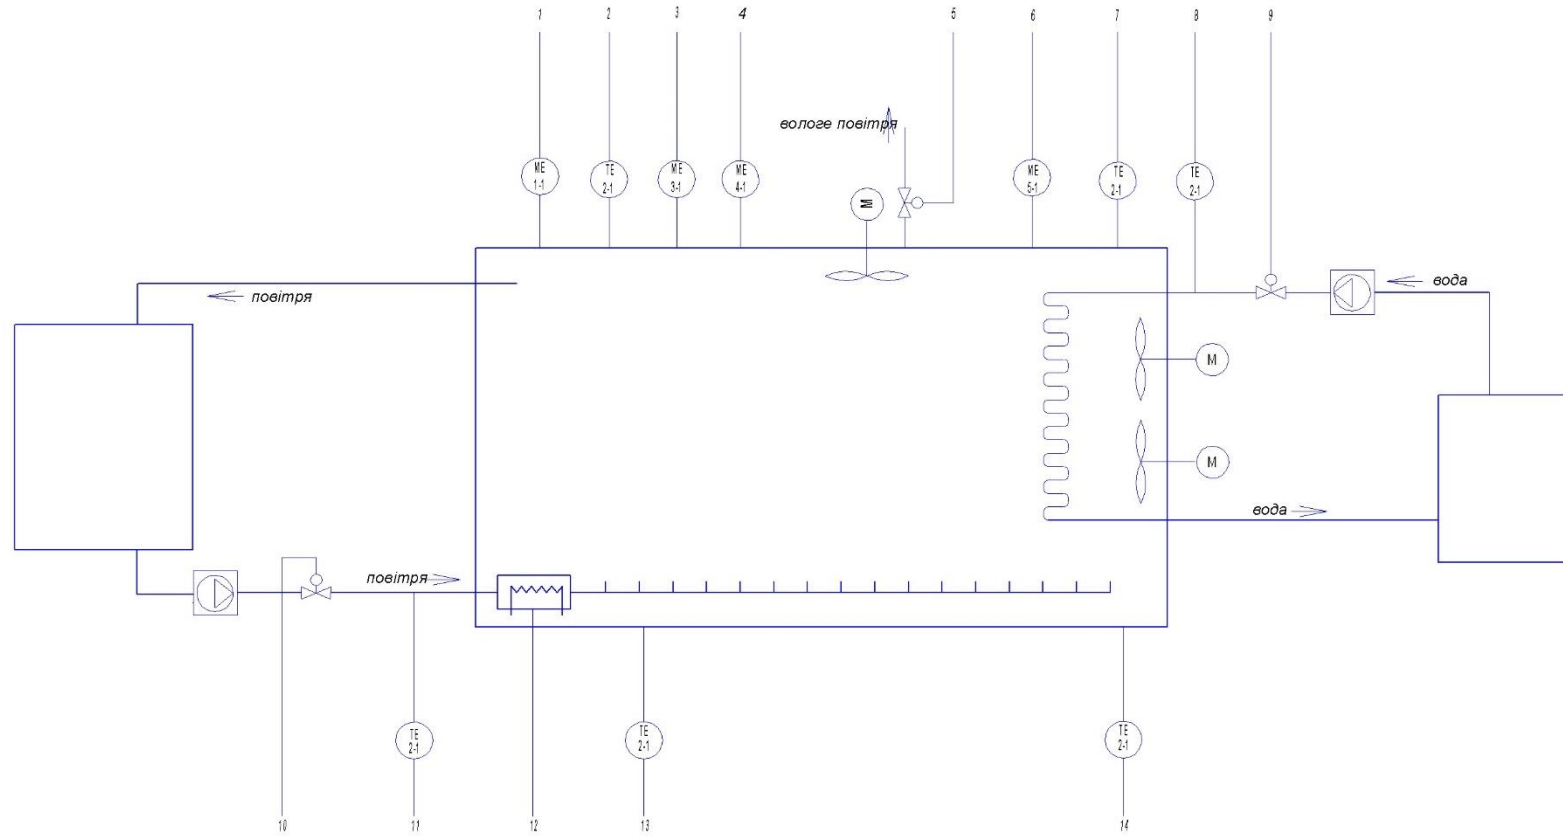 1 2 3 4 5 6 7 8 9
вологе повітря
ME 1-1
TE 2-1
ME 3-1
ME 4-1
ME 5-1
TE 2-1
TE 2-1
M
повітря
вода
M
M
вода
повітря
TE 2-1
TE 2-1
TE 2-1
10 11 12 13 14